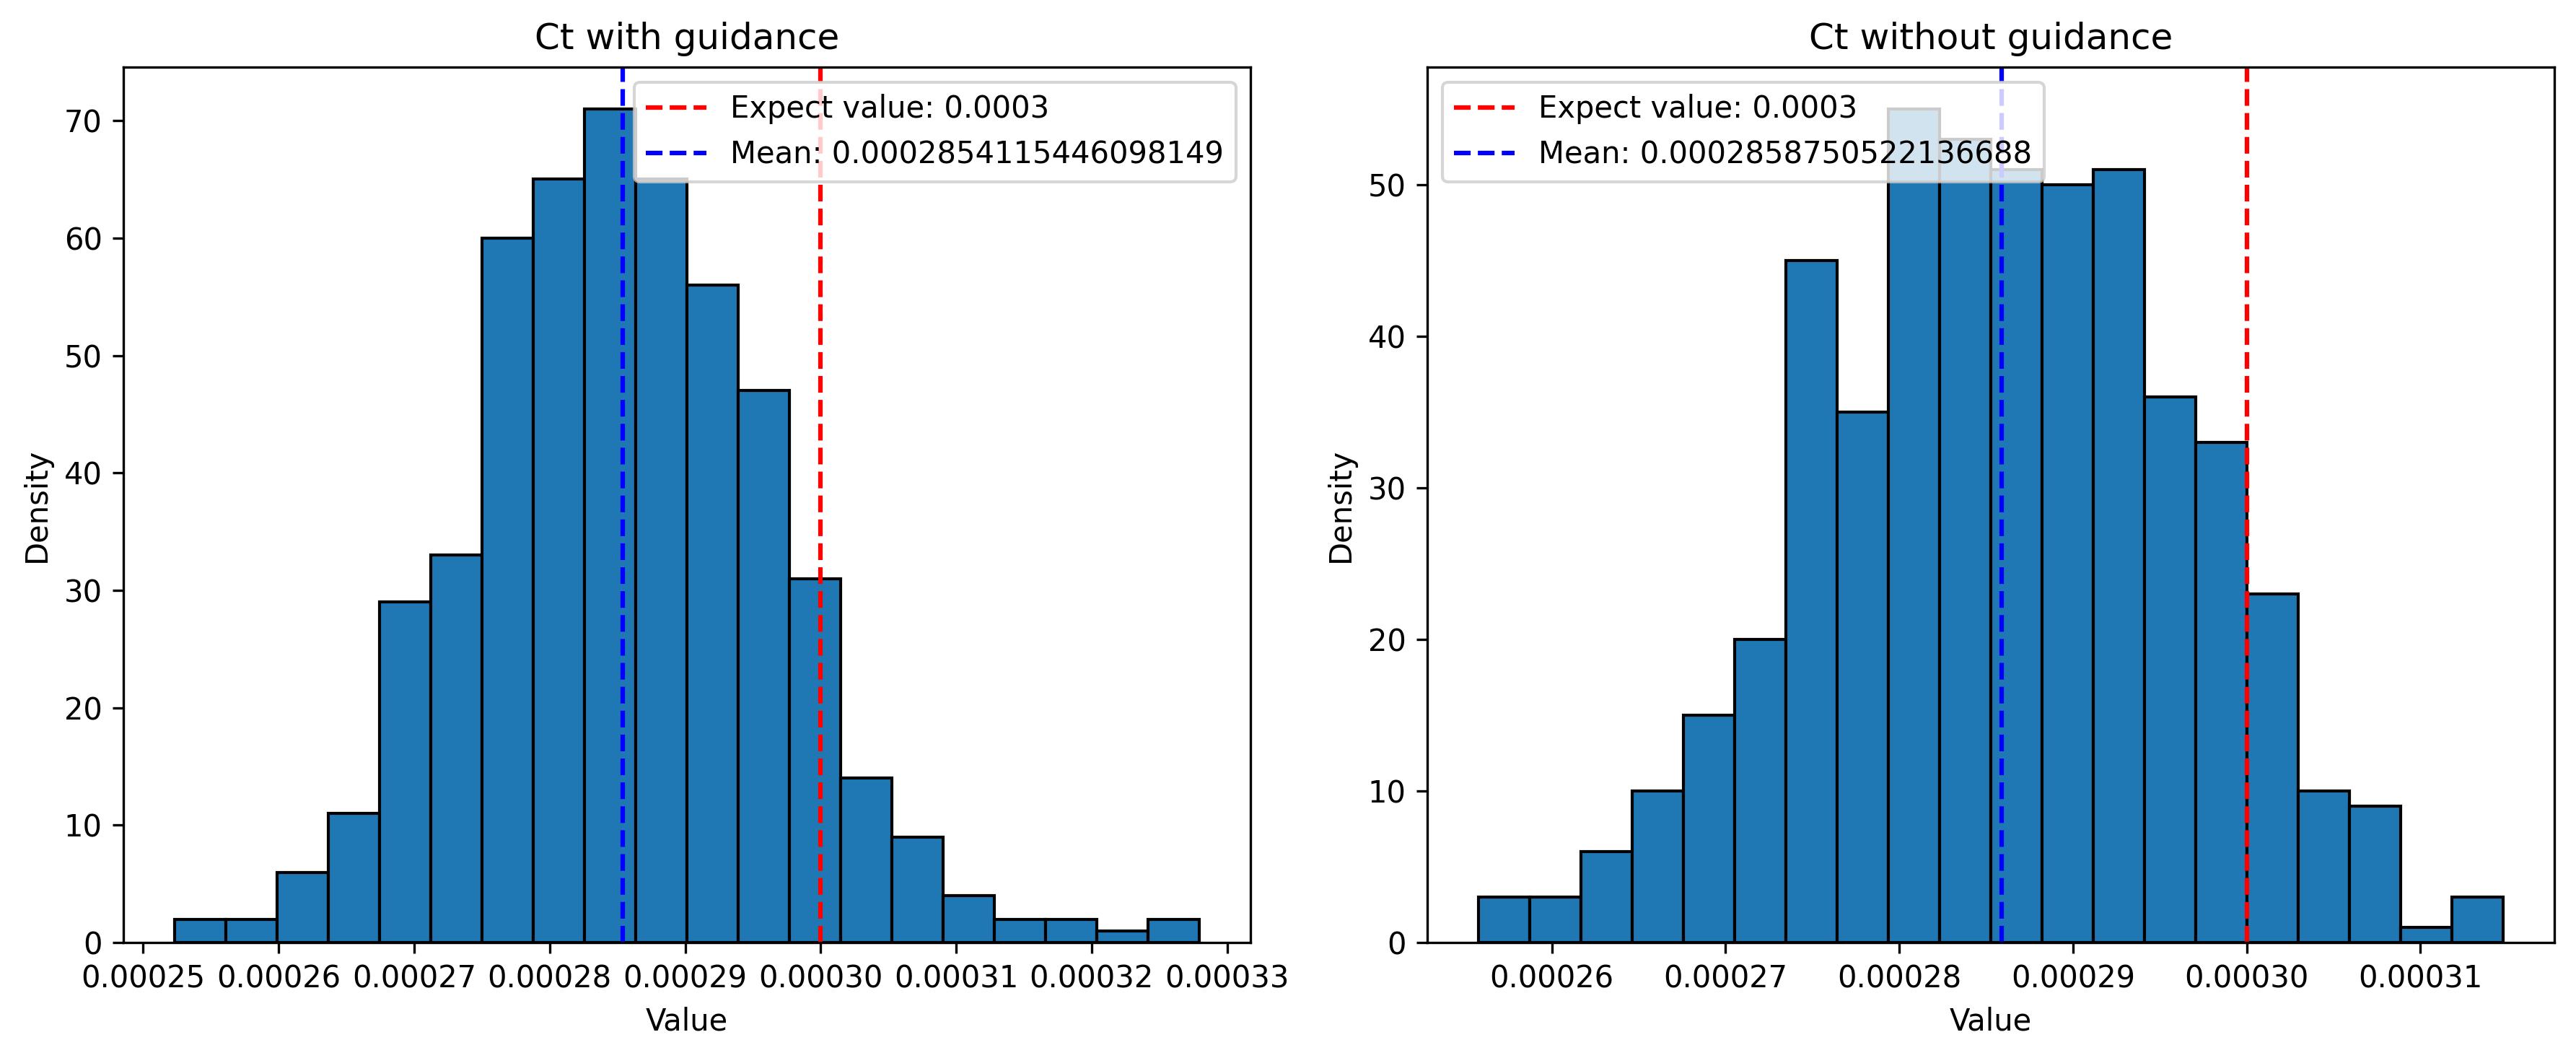 Ct with guidance
Expect value: 0.0003
Mean: 0.0002854115446098149
Density
70
60
50
40
30
20
10
0
0.00025 0.00026 0.00027 0.00028 0.00029 0.00030 0.00031 0.00032 0.00033
Value
Ct without guidance
Expect value: 0.0003
Mean: 0.0002858750522136688
Density
50
40
30
20
10
0
0.00026 0.00027 0.00028 0.00029 0.00030 0.00031
Value